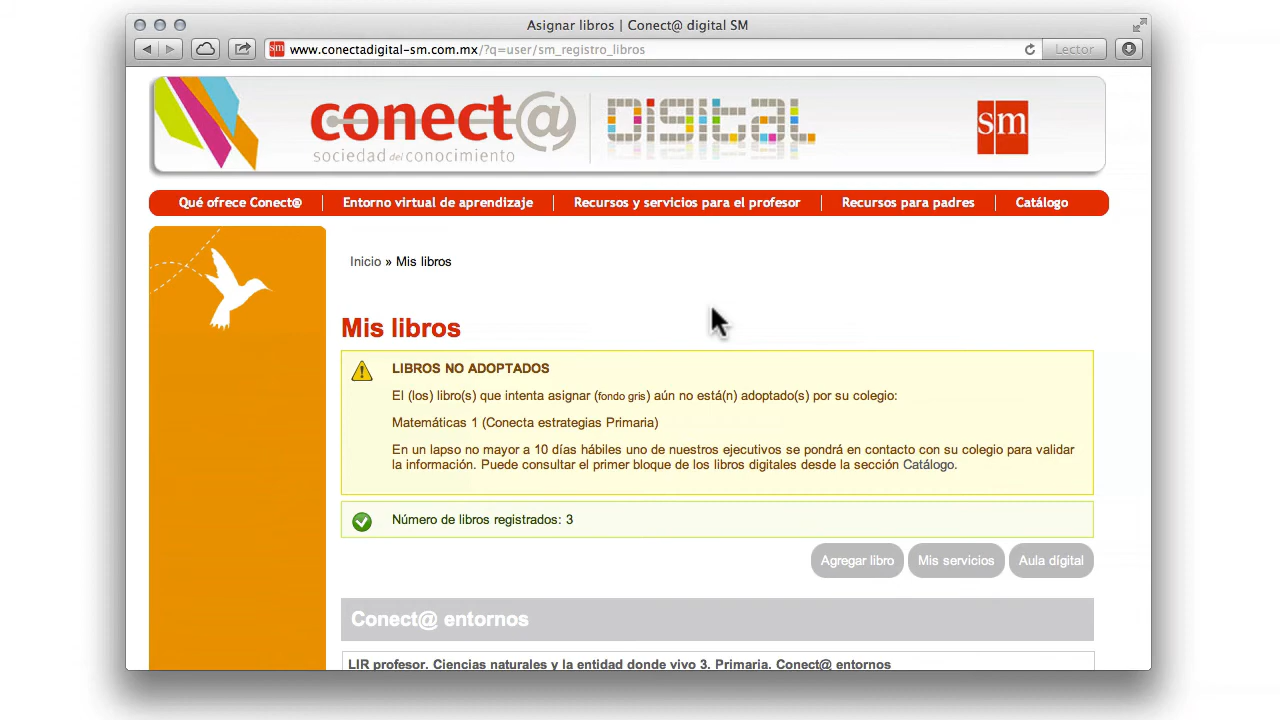 Asignar libros | Conect@ digital SM
sm www.conectadigital-sm.com.mx/?q=user/sm_registro_libros
Lector
conect@
sociedad del conocimiento
DIGITAL
sm
Qué ofrece Conect@
Entorno virtual de aprendizaje
Recursos y servicios para el profesor
Recursos para padres
Catálogo
Inicio » Mis libros
Mis libros
LIBROS NO ADOPTADOS
El (los) libro(s) que intenta asignar (fondo gris) aún no está(n) adoptado(s) por su colegio:
Matemáticas 1 (Conecta estrategias Primaria)
En un lapso no mayor a 10 días hábiles uno de nuestros ejecutivos se pondrá en contacto con su colegio para validar
la información. Puede consultar el primer bloque de los libros digitales desde la sección Catálogo.
Número de libros registrados: 3
Agregar libro
Mis servicios
Aula dígital
Conect@ entornos
LIR profesor. Ciencias naturales y la entidad donde vivo 3. Primaria. Conect@ entornos